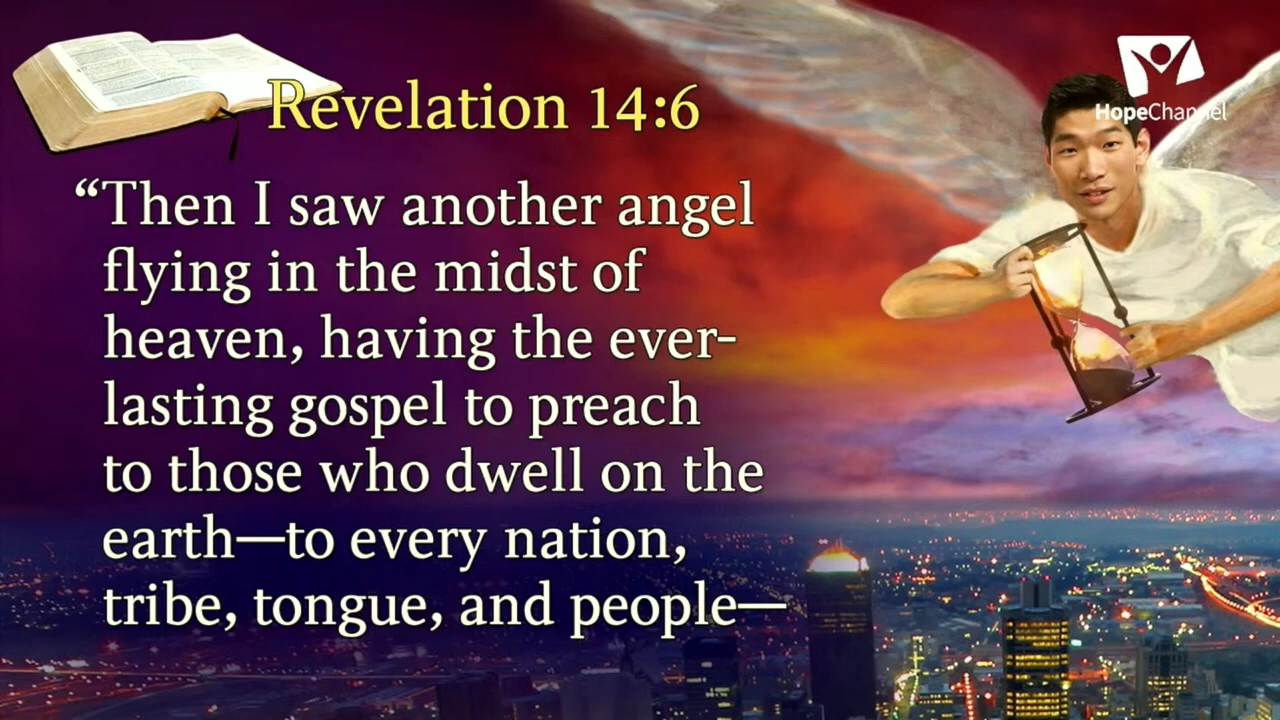 HopeChannel
Revelation 14:6
“Then I saw another angel
flying in the midst of
heaven, having the ever-
lasting gospel to preach
to those who dwell on the
earth—to every nation,
tribe, tongue, and people—